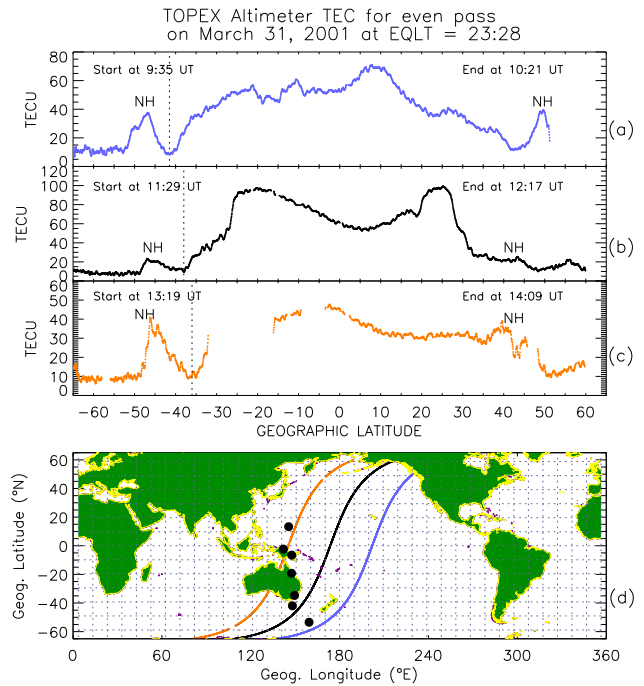 TOPEX Altimeter TEC for even pass
on March 31, 2001 at EQLT = 23:28
80
60
40
20
0
TECU
Start at 9:35 UT
End at 10:21 UT
NH
NH
(a)
120
100
80
60
40
20
0
TECU
Start at 11:29 UT
End at 12:17 UT
NH
NH
(b)
60
50
40
30
20
10
0
TECU
Start at 13:19 UT
End at 14:09 UT
NH
NH
(c)
-60 -50 -40 -30 -20 -10 0 10 20 30 40 50 60
GEOGRAPHIC LATITUDE
60
40
20
0
-20
-40
-60
Geog. Latitude (°N)
(d)
0 60 120 180 240 300 360
Geog. Longitude (°E)